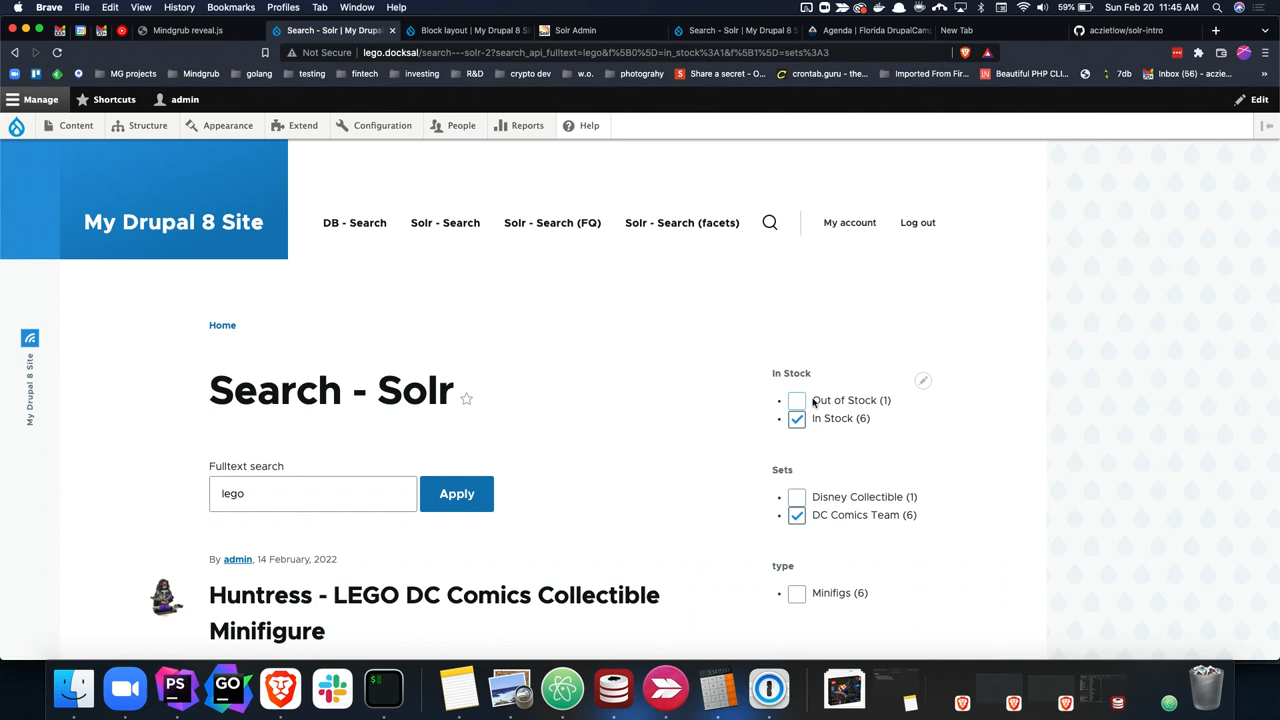 Brave File Edit View History Bookmarks Profiles Tab Window Help
59% Sun Feb 20 11:45 AM
Mindgrub reveal.js
Search - Solr | My Drupal
Block layout | My Drupal 8 Si
Solr Admin
Search - Solr | My Drupal 8 S
Agenda | Florida DrupalCam
New Tab
aczietlow/solr-intro
Not Secure lego.docksal/search---solr-2?search_api_fulltext=lego&f%5B0%5D=in_stock%3A1&f%5B1%5D=sets%3A3
MG projects Mindgrub golang testing fintech investing R&D crypto dev w.o. photograhy Share a secret - O... crontab.guru - the... Imported From Fir... Beautiful PHP CLI... 7db Inbox (56) - aczie...
Manage Shortcuts admin Edit
Content Structure Appearance Extend Configuration People Reports Help
My Drupal 8 Site
DB - Search Solr - Search Solr - Search (FQ) Solr - Search (facets) My account Log out
My Drupal 8 Site
Home
Search - Solr
Fulltext search
lego
Apply
By admin, 14 February, 2022
Huntress - LEGO DC Comics Collectible
Minifigure
In Stock
Out of Stock (1)
In Stock (6)
Sets
Disney Collectible (1)
DC Comics Team (6)
type
Minifigs (6)
PS
GO
$